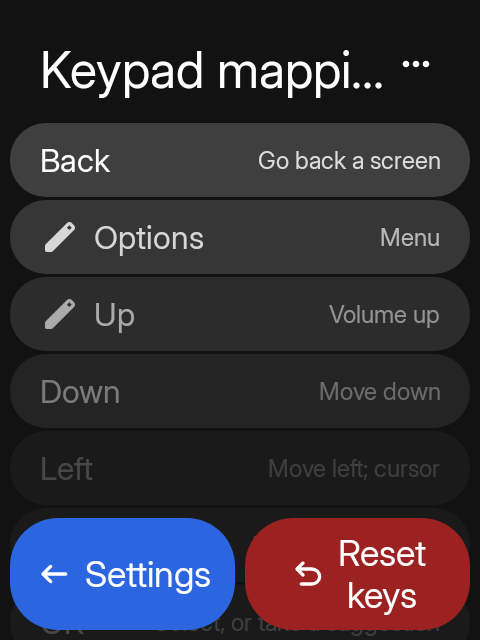 Keypad mappi...
Back Go back a screen
Options Menu
Up Volume up
Down Move down
Left Move left; cursor
Settings
Reset
keys